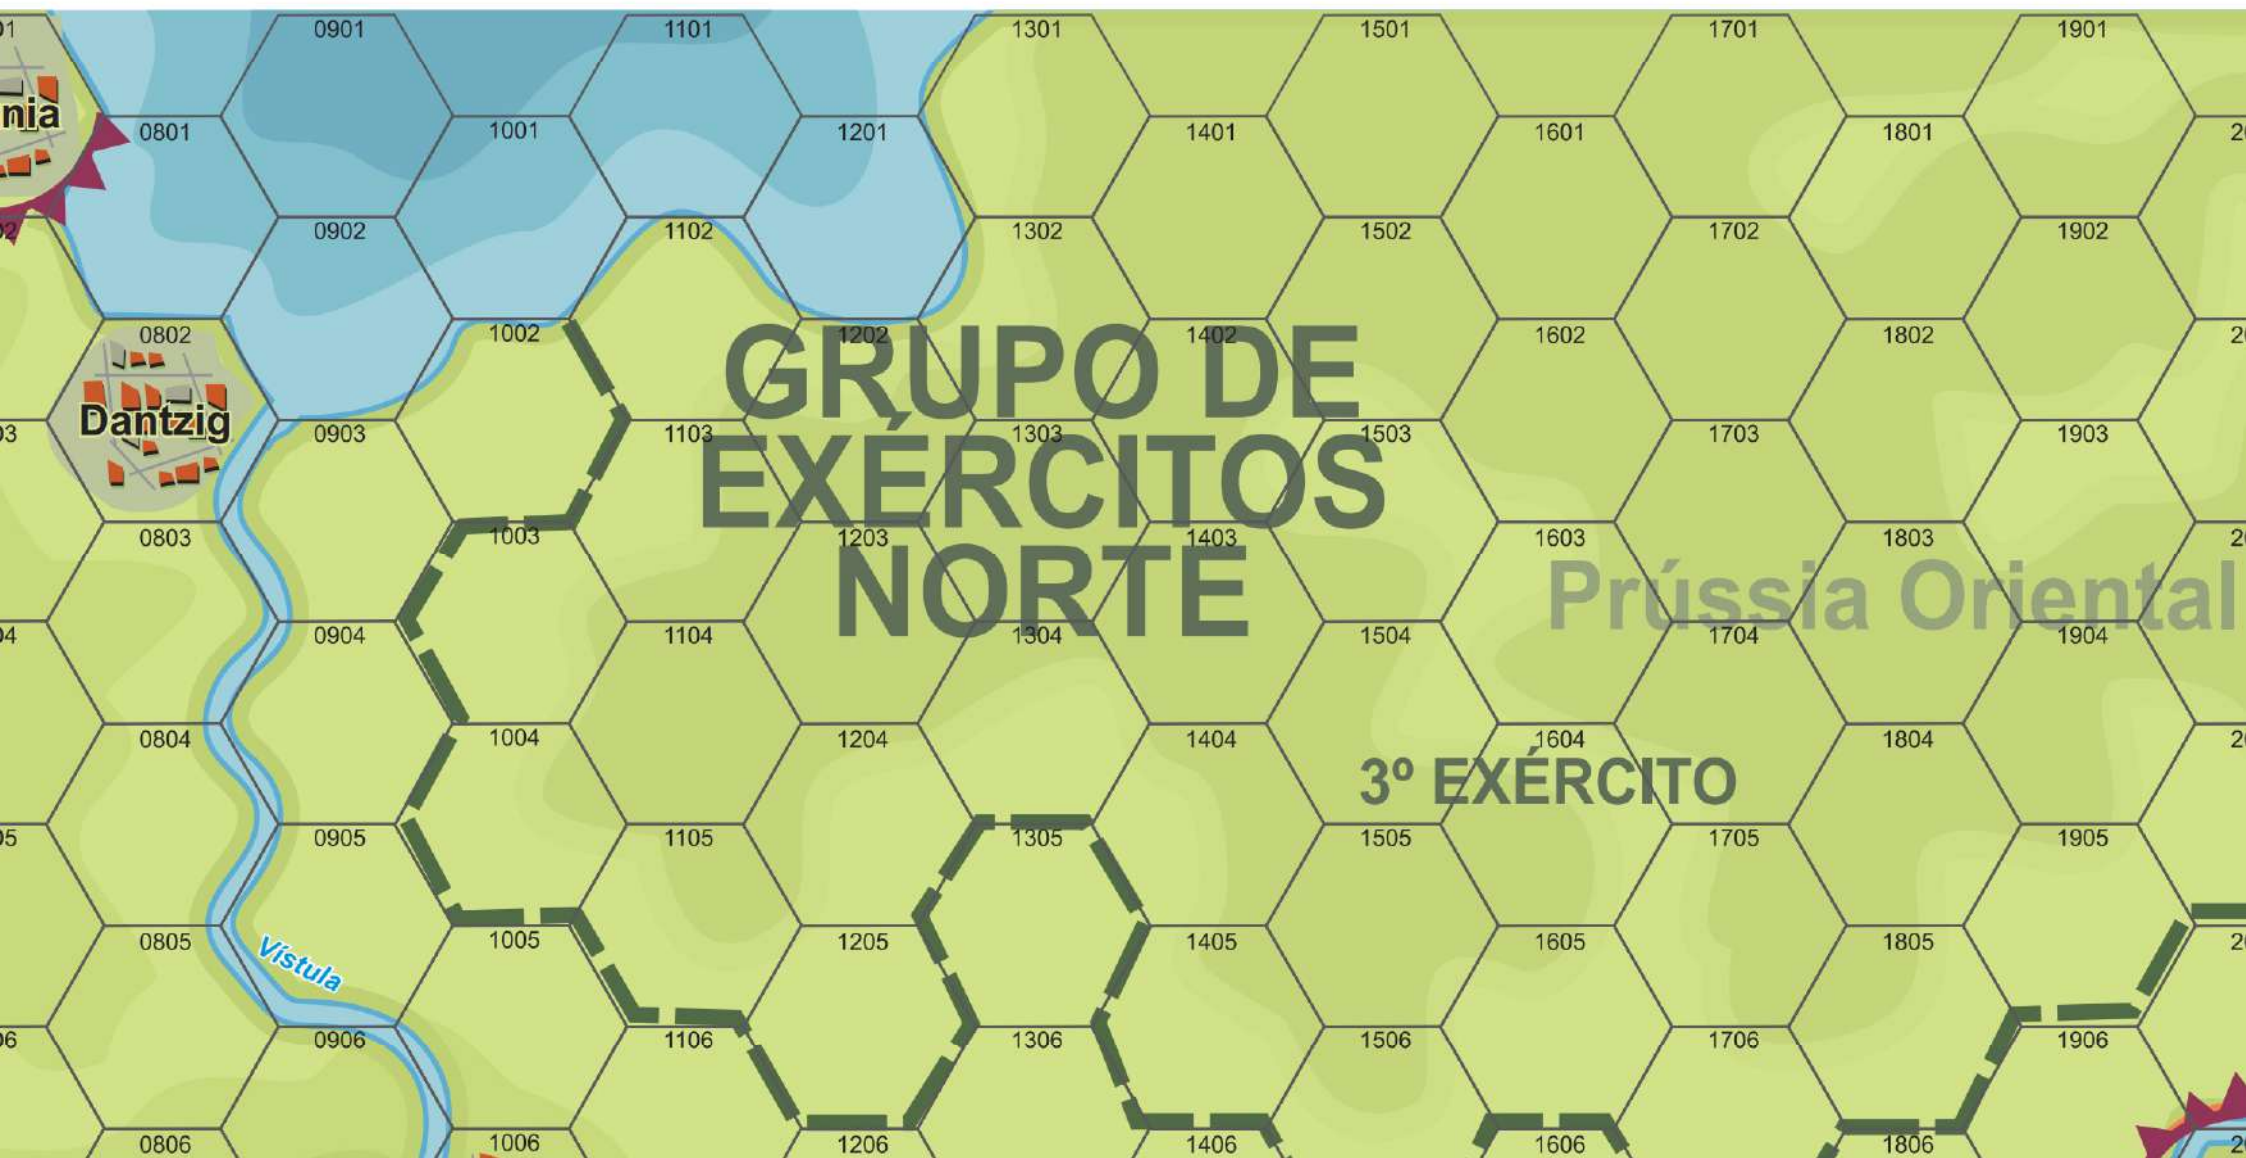 0901 1101 1301 1501 1701 1901
nia
0801 1001 1201 1401 1601 1801
0902 1102 1302 1502 1702 1902
0802 1002 1202 1402 1602 1802
GRUPO DE
Dantzig
0903 1103 1303 1503 1703 1903
EXÉRCITOS
0803 1003 1203 1403 1603 1803
NORTE
Prússia Oriental
0904 1104 1304 1504 1704 1904
0804 1004 1204 1404 1604 1804
3º EXÉRCITO
0905 1105 1305 1505 1705 1905
0805 1005 1205 1405 1605 1805
Vístula
0906 1106 1306 1506 1706 1906
0806 1006 1206 1406 1606 1806